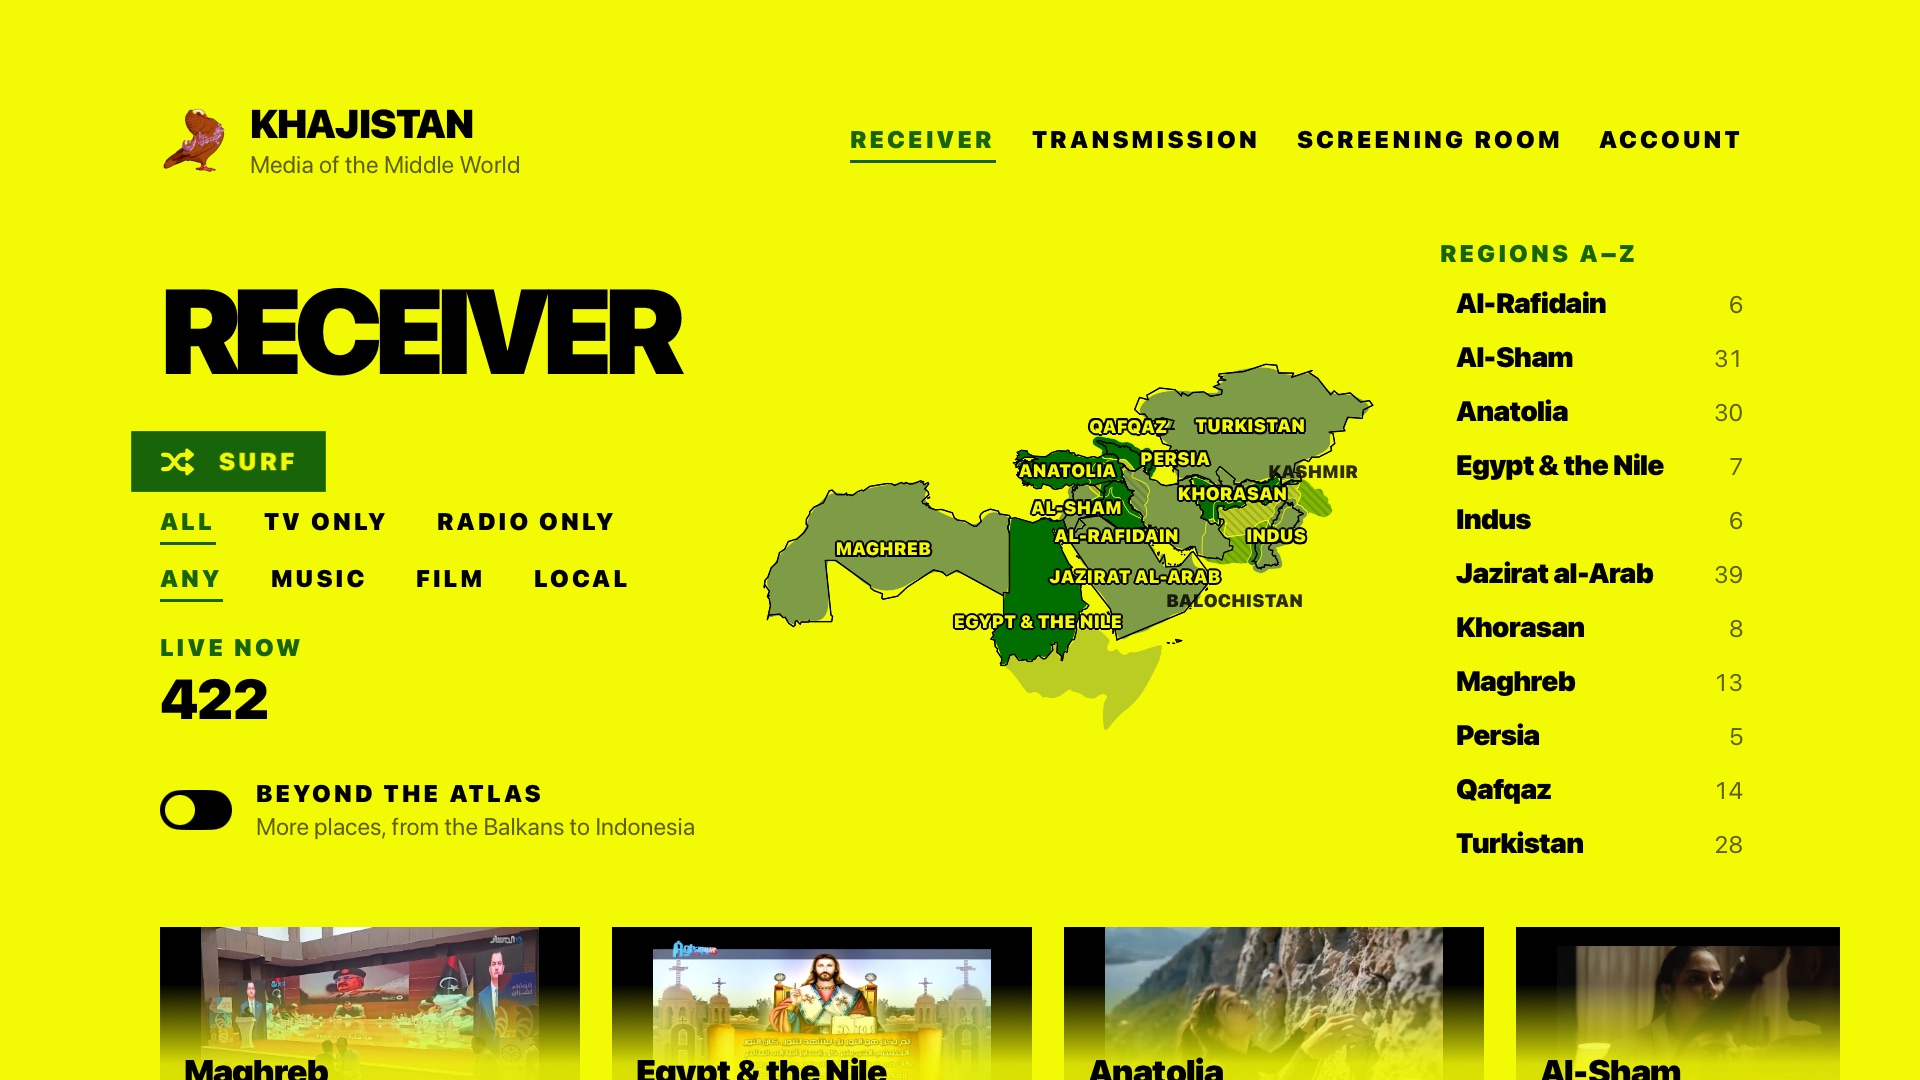 KHAJISTAN
Media of the Middle World
RECEIVER
TRANSMISSION
SCREENING ROOM
ACCOUNT
RECEIVER
SURF
ALL
TV ONLY
RADIO ONLY
ANY
MUSIC
FILM
LOCAL
LIVE NOW
422
BEYOND THE ATLAS
More places, from the Balkans to Indonesia
QAFQAZ
TURKISTAN
PERSIA
ANATOLIA
KASHMIR
KHORASAN
AL-SHAM
AL-RAFIDAIN
INDUS
MAGHREB
JAZIRAT AL-ARAB
BALOCHISTAN
EGYPT & THE NILE
REGIONS A–Z
Al-Rafidain 6
Al-Sham 31
Anatolia 30
Egypt & the Nile 7
Indus 6
Jazirat al-Arab 39
Khorasan 8
Maghreb 13
Persia 5
Qafqaz 14
Turkistan 28
Maghreb
Egypt & the Nile
Anatolia
Al-Sham